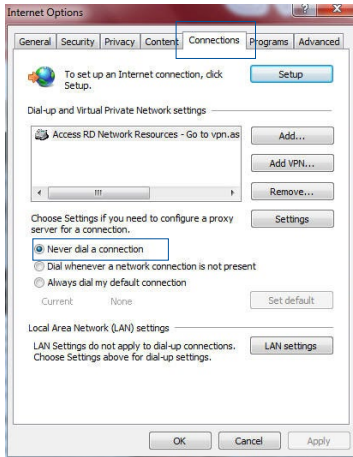 Internet Options
General Security Privacy Content Connections Programs Advanced
To set up an Internet connection, click Setup.
Setup
Dial-up and Virtual Private Network settings
Access RD Network Resources - Go to vpn.as
Add...
Add VPN...
Remove...
Choose Settings if you need to configure a proxy
server for a connection.
Settings
Never dial a connection
Dial whenever a network connection is not present
Always dial my default connection
Current None
Set default
Local Area Network (LAN) settings
LAN Settings do not apply to dial-up connections.
Choose Settings above for dial-up settings.
LAN settings
OK Cancel Apply